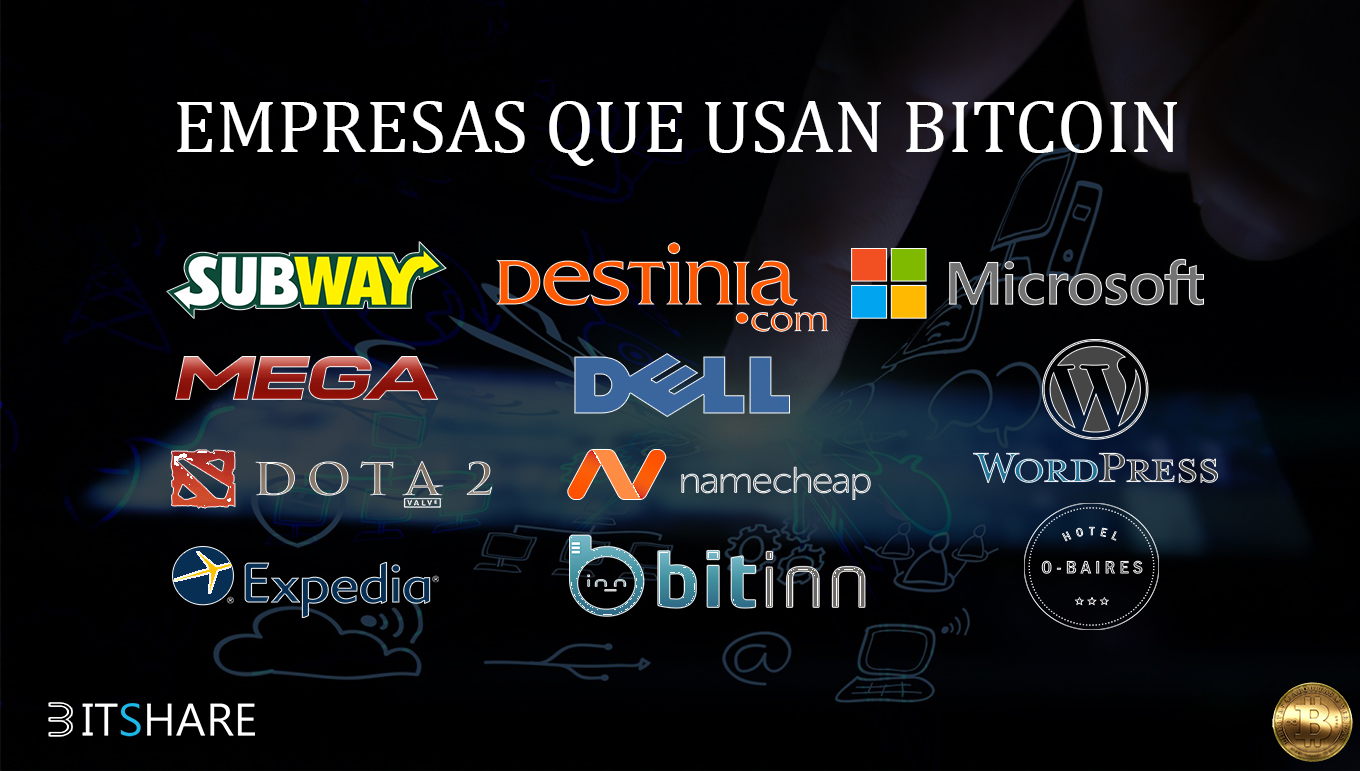 EMPRESAS QUE USAN BITCOIN
SUBWAY
DESTINIA
.com
Microsoft
MEGA
DELL
WORDPRESS
DOTA 2
VALVE
namecheap
Expedia®
®
inn
bitinn
HOTEL
O-BAIRES
BITSHARE